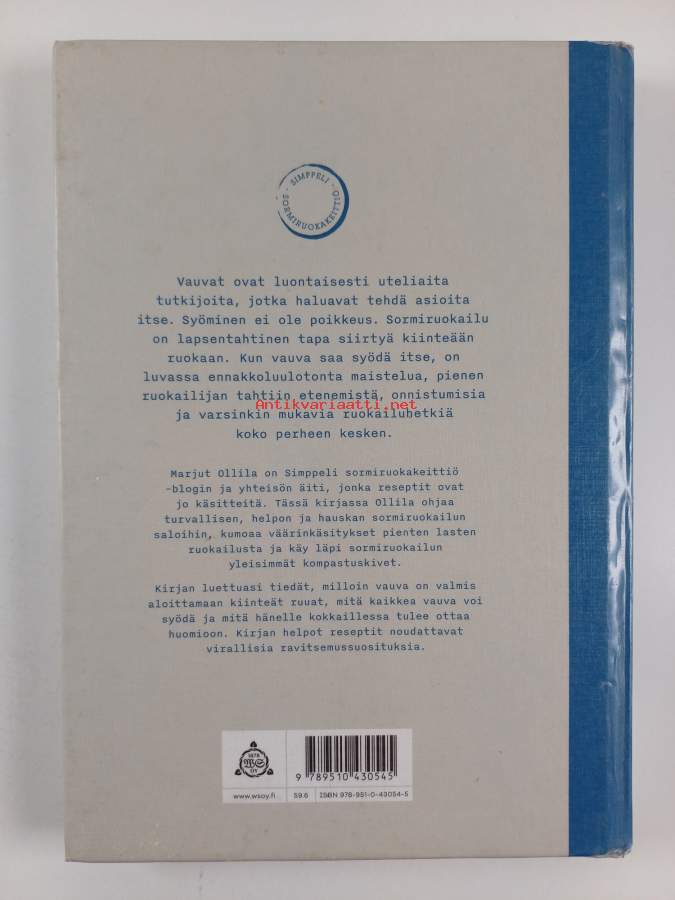 · SIMPPELI ·
SORMIRUOKAKEITTIÖ
Vauvat ovat luontaisesti uteliaita
tutkijoita, jotka haluavat tehdä asioita
itse. Syöminen ei ole poikkeus. Sormiruokailu
on lapsentahtinen tapa siirtyä kiinteään
ruokaan. Kun vauva saa syödä itse, on
luvassa ennakkoluulotonta maistelua, pienen
ruokailijan tahtiin etenemistä, onnistumisia
Antikvariaatti.net
ja varsinkin mukavia ruokailuhetkiä
koko perheen kesken.
Marjut Ollila on Simppeli sormiruokakeittiö
-blogin ja yhteisön äiti, jonka reseptit ovat
jo käsitteitä. Tässä kirjassa Ollila ohjaa
turvallisen, helpon ja hauskan sormiruokailun
saloihin, kumoaa väärinkäsitykset pienten lasten
ruokailusta ja käy läpi sormiruokailun
yleisimmät kompastuskivet.
Kirjan luettuasi tiedät, milloin vauva on valmis
aloittamaan kiinteät ruuat, mitä kaikkea vauva voi
syödä ja mitä hänelle kokkaillessa tulee ottaa
huomioon. Kirjan helpot reseptit noudattavat
virallisia ravitsemussuosituksia.
1878
WS
OY
9 789510 430545
www.wsoy.fi
59.6
ISBN 978-951-0-43054-5